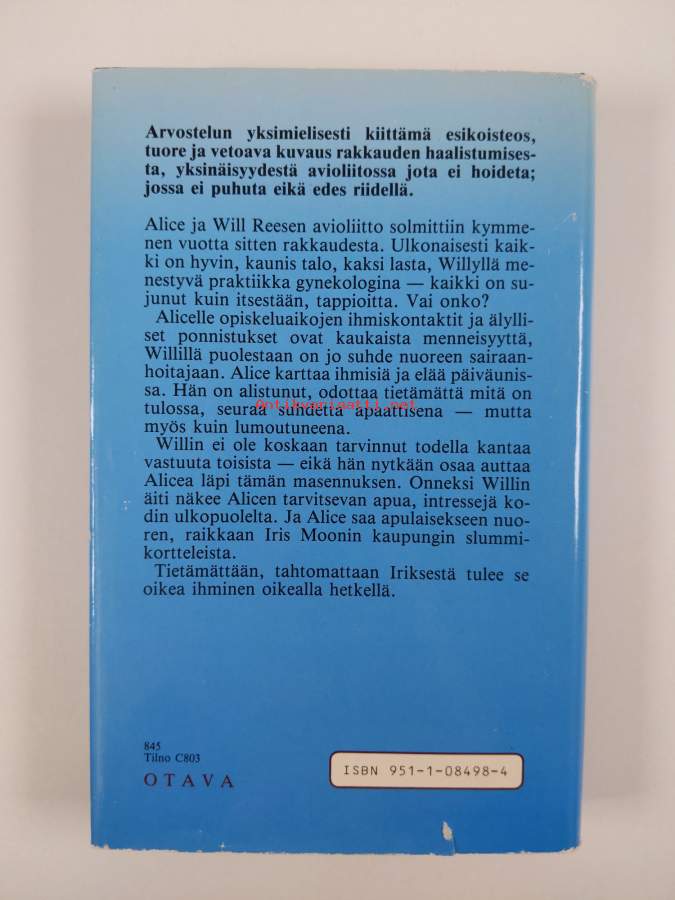 Arvostelun yksimielisesti kiittämä esikoisteos,
tuore ja vetoava kuvaus rakkauden haalistumises-
ta, yksinäisyydestä avioliitossa jota ei hoideta;
jossa ei puhuta eikä edes riidellä.
Alice ja Will Reesen avioliitto solmittiin kymme-
nen vuotta sitten rakkaudesta. Ulkonaisesti kaik-
ki on hyvin, kaunis talo, kaksi lasta, Willyllä me-
nestyvä praktiikka gynekologina — kaikki on su-
junut kuin itsestään, tappioitta. Vai onko?
Alicelle opiskeluaikojen ihmiskontaktit ja älylli-
set ponnistukset ovat kaukaista menneisyyttä,
Willillä puolestaan on jo suhde nuoreen sairaan-
hoitajaan. Alice karttaa ihmisiä ja elää päiväunis-
sa. Hän on alistunut, odottaa tietämättä mitä on
Antikvariaatti.net
tulossa, seuraa suhdetta apaattisena — mutta
myös kuin lumoutuneena.
Willin ei ole koskaan tarvinnut todella kantaa
vastuuta toisista — eikä hän nytkään osaa auttaa
Alicea läpi tämän masennuksen. Onneksi Willin
äiti näkee Alicen tarvitsevan apua, intressejä ko-
din ulkopuolelta. Ja Alice saa apulaisekseen nuo-
ren, raikkaan Iris Moonin kaupungin slummi-
kortteleista.
Tietämättään, tahtomattaan Iriksestä tulee se
oikea ihminen oikealla hetkellä.
845
Tilno C803
OTAVA
ISBN 951-1-08498-4